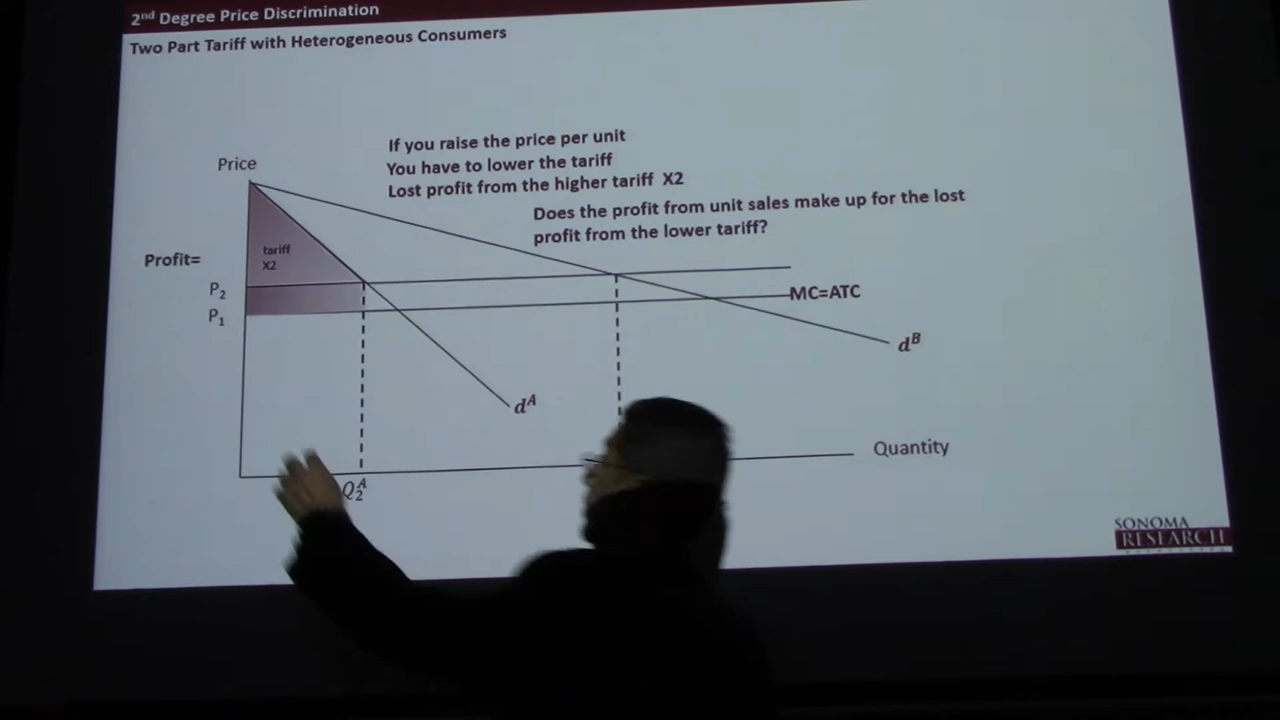 2nd Degree Price Discrimination
Two Part Tariff with Heterogeneous Consumers
If you raise the price per unit
You have to lower the tariff
Lost profit from the higher tariff X2
Does the profit from unit sales make up for the lost
profit from the lower tariff?
Price
Profit=
tariff
X2
P₂
P₁
MC=ATC
dᴮ
dᴬ
Quantity
Q₂ᴬ
SONOMA
RESEARCH